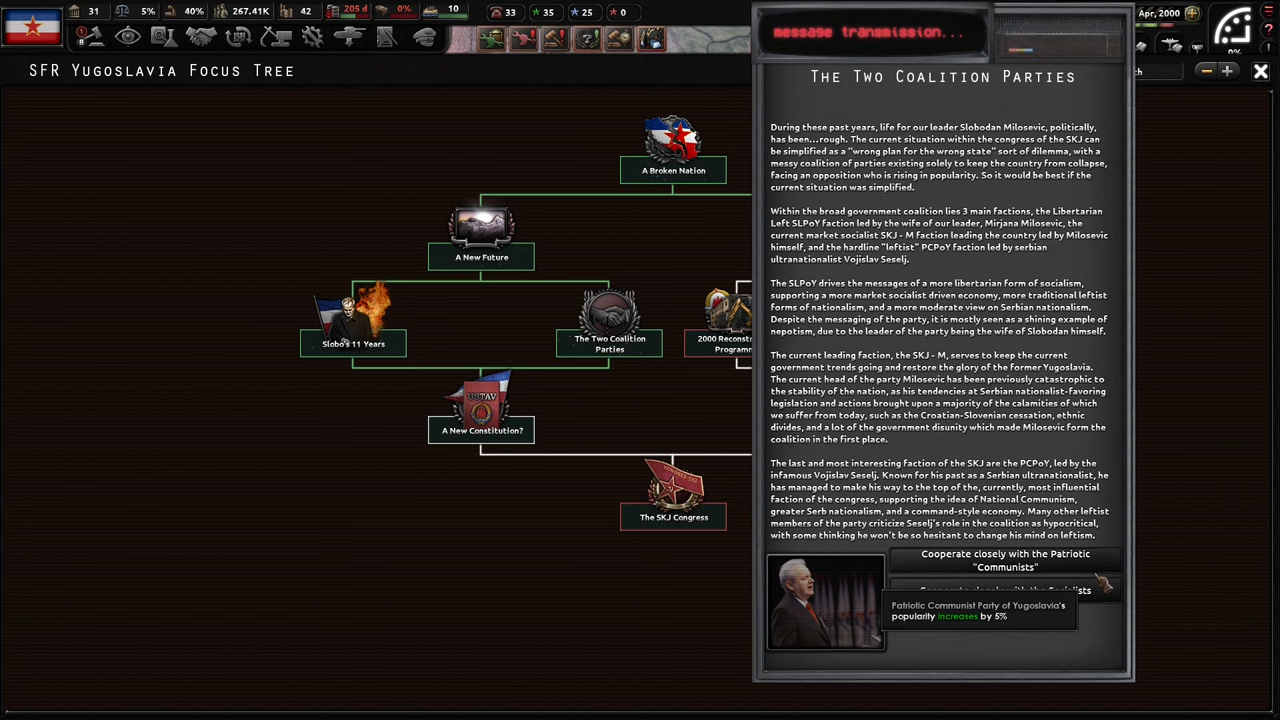 31 5% 40% 267.41K 42 205 d 0% 10 33 35 25 0
Apr, 2000
0%
message transmission...
SFR Yugoslavia Focus Tree
The Two Coalition Parties
During these past years, life for our leader Slobodan Milosevic, politically,
has been...rough. The current situation within the congress of the SKJ can
be simplified as a "wrong plan for the wrong state" sort of dilemma, with a
messy coalition of parties existing solely to keep the country from collapse,
facing an opposition who is rising in popularity. So it would be best if the
current situation was simplified.
Within the broad government coalition lies 3 main factions, the Libertarian
Left SLPoY faction led by the wife of our leader, Mirjana Milosevic, the
current market socialist SKJ - M faction leading the country led by Milosevic
himself, and the hardline "leftist" PCPoY faction led by serbian
ultranationalist Vojislav Seselj.
The SLPoY drives the messages of a more libertarian form of socialism,
supporting a more market socialist driven economy, more traditional leftist
forms of nationalism, and a more moderate view on Serbian nationalism.
Despite the messaging of the party, it is mostly seen as a shining example of
nepotism, due to the leader of the party being the wife of Slobodan himself.
The current leading faction, the SKJ - M, serves to keep the current
government trends going and restore the glory of the former Yugoslavia.
The current head of the party Milosevic has been previously catastrophic to
the stability of the nation, as his tendencies at Serbian nationalist-favoring
legislation and actions brought upon a majority of the calamities of which
we suffer from today, such as the Croatian-Slovenian cessation, ethnic
divides, and a lot of the government disunity which made Milosevic form the
coalition in the first place.
The last and most interesting faction of the SKJ are the PCPoY, led by the
infamous Vojislav Seselj. Known for his past as a Serbian ultranationalist, he
has managed to make his way to the top of the, currently, most influential
faction of the congress, supporting the idea of National Communism,
greater Serb nationalism, and a command-style economy. Many other leftist
members of the party criticize Seselj's role in the coalition as hypocritical,
with some thinking he won't be so hesitant to change his mind on leftism.
Cooperate closely with the Patriotic
"Communists"
Patriotic Communist Party of Yugoslavia's
popularity increases by 5%
A Broken Nation
A New Future
Slobo's 11 Years
The Two Coalition
Parties
2000 Reconstr
Programm
USTAV
A New Constitution?
KONGRES SKJ
The SKJ Congress